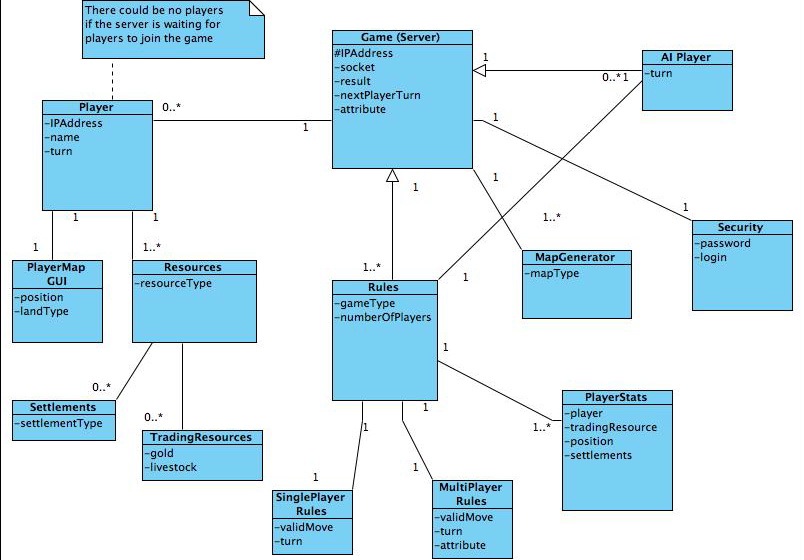 There could be no players
if the server is waiting for
players to join the game
Game (Server)
#IPAddress
-socket
-result
-nextPlayerTurn
-attribute
1
0..*1
AI Player
-turn
Player
-IPAddress
-name
-turn
0..*
1
1
1
Security
-password
-login
1
1..*
MapGenerator
-mapType
1
1..*
1
1
1
1..*
PlayerMap
GUI
-position
-landType
Resources
-resourceType
Rules
-gameType
-numberOfPlayers
1
0..*
0..*
Settlements
-settlementType
TradingResources
-gold
-livestock
1
1..*
PlayerStats
-player
-tradingResource
-position
-settlements
1
1
1
1
SinglePlayer
Rules
-validMove
-turn
MultiPlayer
Rules
-validMove
-turn
-attribute